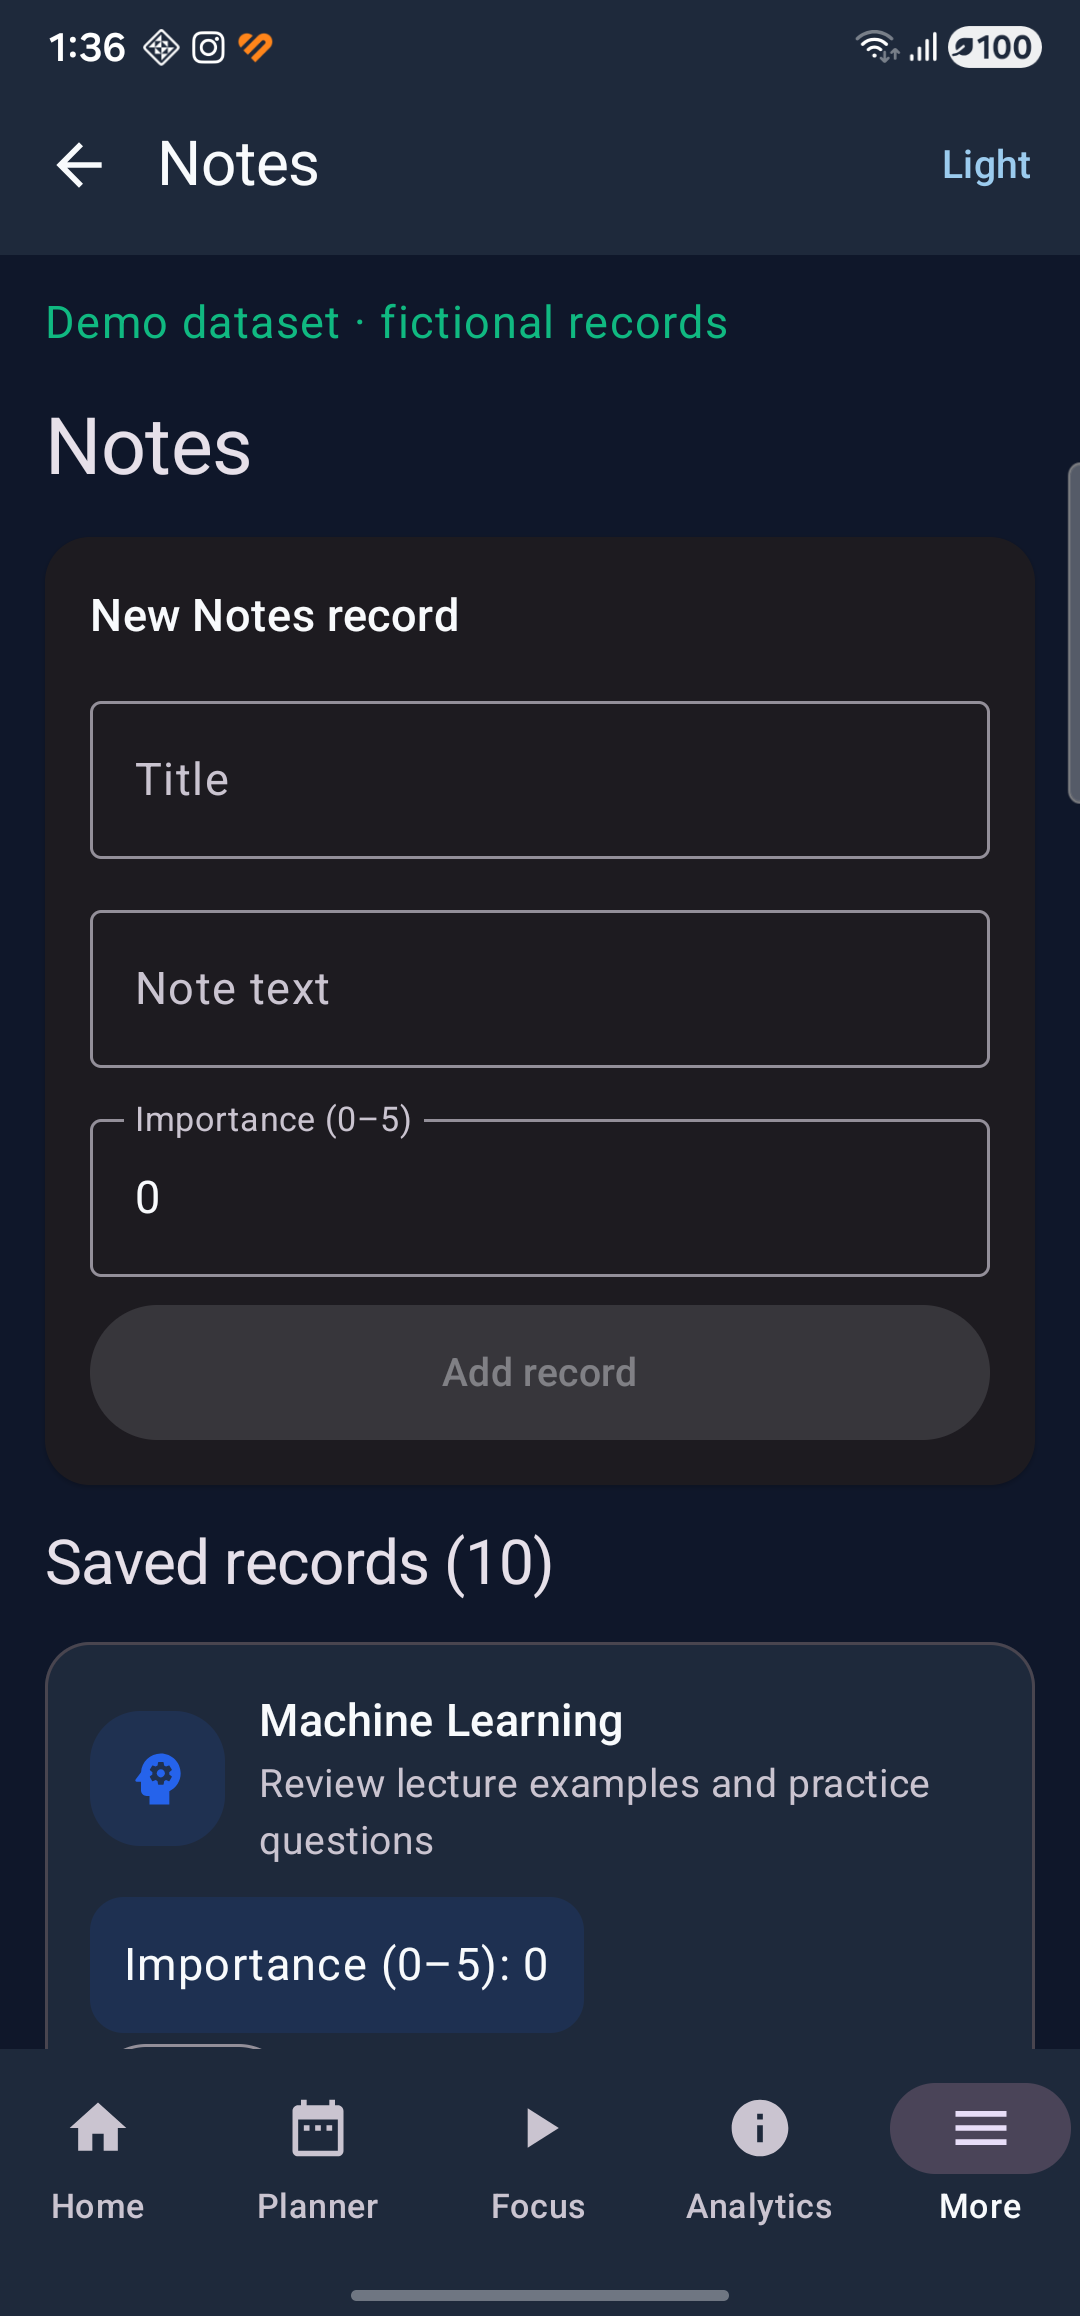 1:36
100
Notes
Light
Demo dataset · fictional records
Notes
New Notes record
Title
Note text
Importance (0–5)
0
Add record
Saved records (10)
Machine Learning
Review lecture examples and practice
questions
Importance (0–5): 0
Home
Planner
Focus
Analytics
More